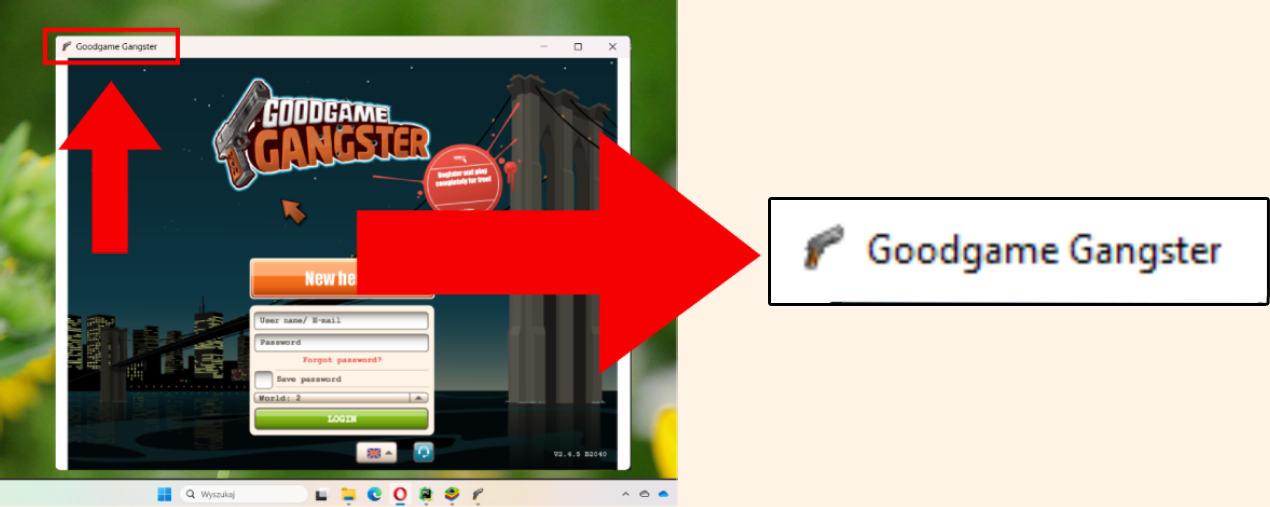 Goodgame Gangster
GOODGAME
GANGSTER
Register and play
completely for free!
New he
User name/ E-mail
Password
Forgot password?
Save password
World: 2
LOGIN
V2.4.5 B2040
Wyszukaj
Goodgame Gangster